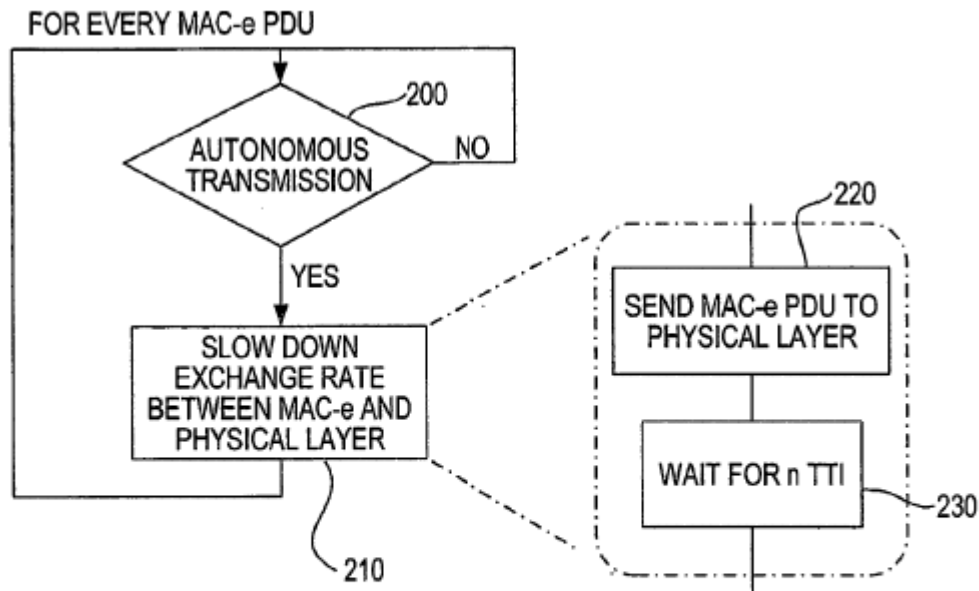 FOR EVERY MAC-e PDU
200
AUTONOMOUS
TRANSMISSION
NO
YES
SLOW DOWN
EXCHANGE RATE
BETWEEN MAC-e AND
PHYSICAL LAYER
210
220
SEND MAC-e PDU TO
PHYSICAL LAYER
WAIT FOR n TTI
230